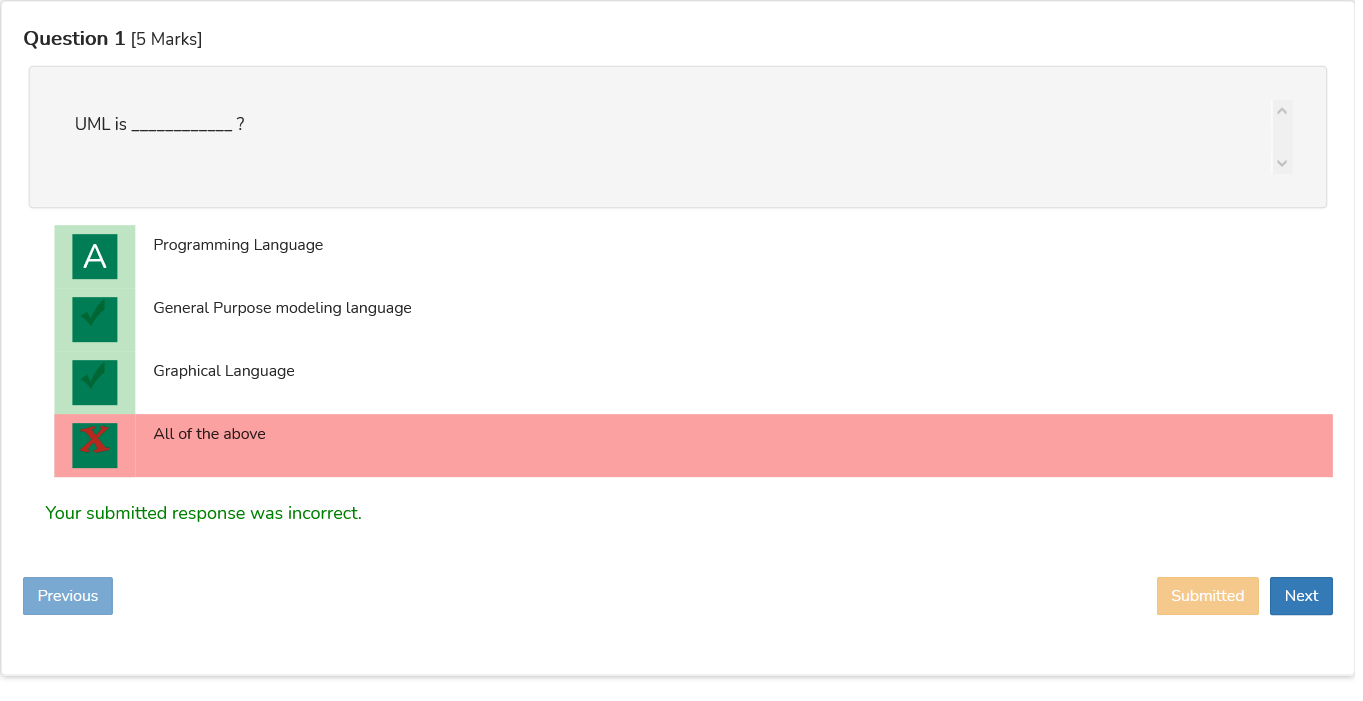 Question 1 [5 Marks]
UML is ____________ ?
A Programming Language
General Purpose modeling language
Graphical Language
X All of the above
Your submitted response was incorrect.
Previous Submitted Next